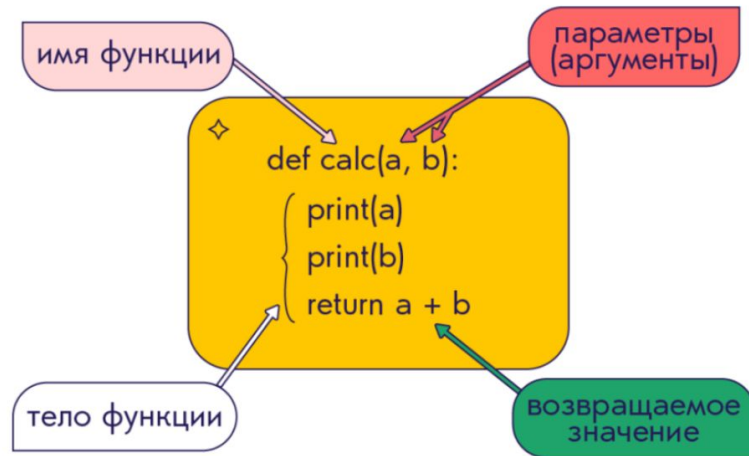 имя функции
параметры
(аргументы)
def calc(a, b):
print(a)
print(b)
return a + b
тело функции
возвращаемое
значение